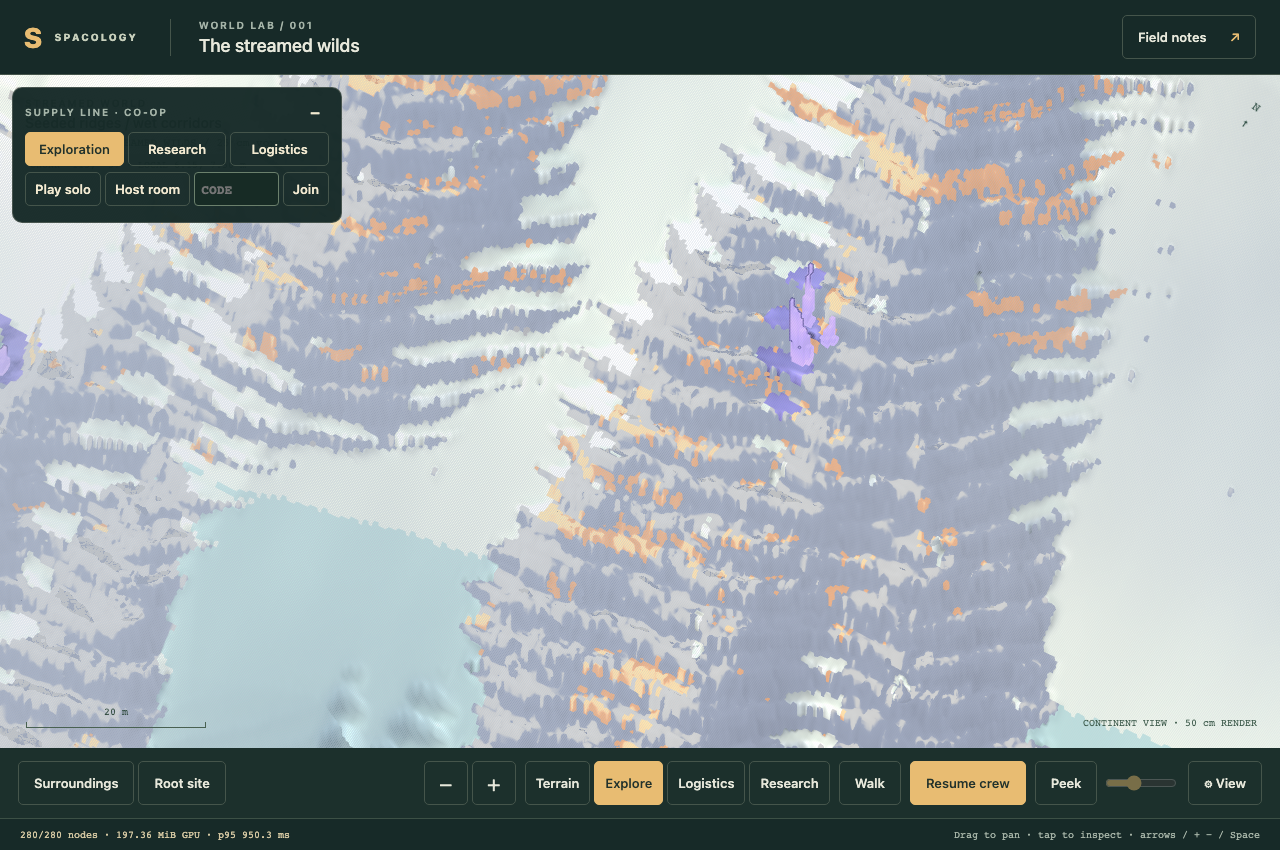 S SPACOLOGY
WORLD LAB / 001
The streamed wilds
Field notes ↗
SUPPLY LINE · CO-OP −
Exploration Research Logistics
Play solo Host room CODE Join
N
20 m
CONTINENT VIEW · 50 cm RENDER
Surroundings Root site − + Terrain Explore Logistics Research Walk Resume crew Peek ⚙ View
280/280 nodes · 197.36 MiB GPU · p95 950.3 ms
Drag to pan · tap to inspect · arrows / + − / Space